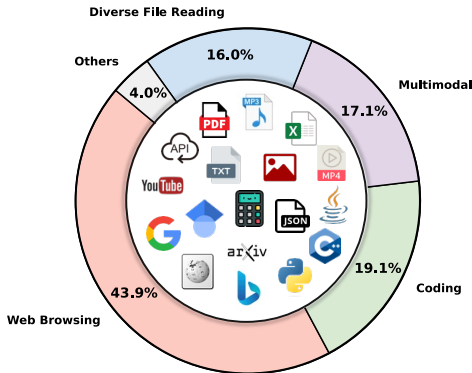 Diverse File Reading
16.0%
Others
4.0%
Multimodal
17.1%
MP3
PDF
X
API
TXT
MP4
YouTube
JSON
G
C++
arXiv
W
b
43.9%
19.1%
Web Browsing
Coding